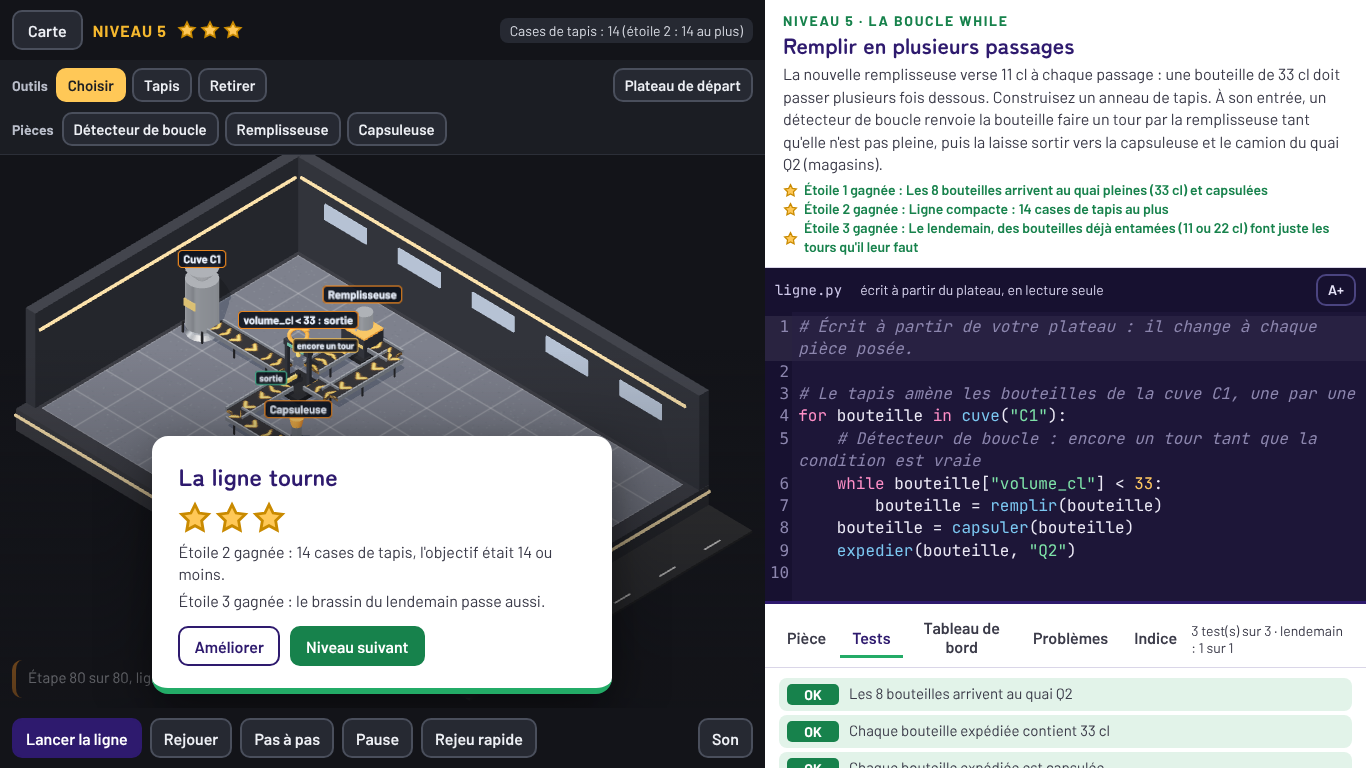 Carte
NIVEAU 5
Cases de tapis : 14 (étoile 2 : 14 au plus)
Outils
Choisir
Tapis
Retirer
Plateau de départ
Pièces
Détecteur de boucle
Remplisseuse
Capsuleuse
Cuve C1
Remplisseuse
volume_cl < 33 : sortie
encore un tour
sortie
Capsuleuse
La ligne tourne
Étoile 2 gagnée : 14 cases de tapis, l'objectif était 14 ou
moins.
Étoile 3 gagnée : le brassin du lendemain passe aussi.
Améliorer
Niveau suivant
Étape 80 sur 80, lig
Lancer la ligne
Rejouer
Pas à pas
Pause
Rejeu rapide
Son
NIVEAU 5 · LA BOUCLE WHILE
Remplir en plusieurs passages
La nouvelle remplisseuse verse 11 cl à chaque passage : une bouteille de 33 cl doit
passer plusieurs fois dessous. Construisez un anneau de tapis. À son entrée, un
détecteur de boucle renvoie la bouteille faire un tour par la remplisseuse tant
qu'elle n'est pas pleine, puis la laisse sortir vers la capsuleuse et le camion du quai
Q2 (magasins).
Étoile 1 gagnée : Les 8 bouteilles arrivent au quai pleines (33 cl) et capsulées
Étoile 2 gagnée : Ligne compacte : 14 cases de tapis au plus
Étoile 3 gagnée : Le lendemain, des bouteilles déjà entamées (11 ou 22 cl) font juste les
tours qu'il leur faut
ligne.py
écrit à partir du plateau, en lecture seule
A+
1 # Écrit à partir de votre plateau : il change à chaque
pièce posée.
2
3 # Le tapis amène les bouteilles de la cuve C1, une par une
4 for bouteille in cuve("C1"):
5     # Détecteur de boucle : encore un tour tant que la
condition est vraie
6     while bouteille["volume_cl"] < 33:
7         bouteille = remplir(bouteille)
8     bouteille = capsuler(bouteille)
9     expedier(bouteille, "Q2")
10
Pièce
Tests
Tableau de
bord
Problèmes
Indice
3 test(s) sur 3 · lendemain
: 1 sur 1
OK Les 8 bouteilles arrivent au quai Q2
OK Chaque bouteille expédiée contient 33 cl
OK Chaque bouteille expédiée est capsulée